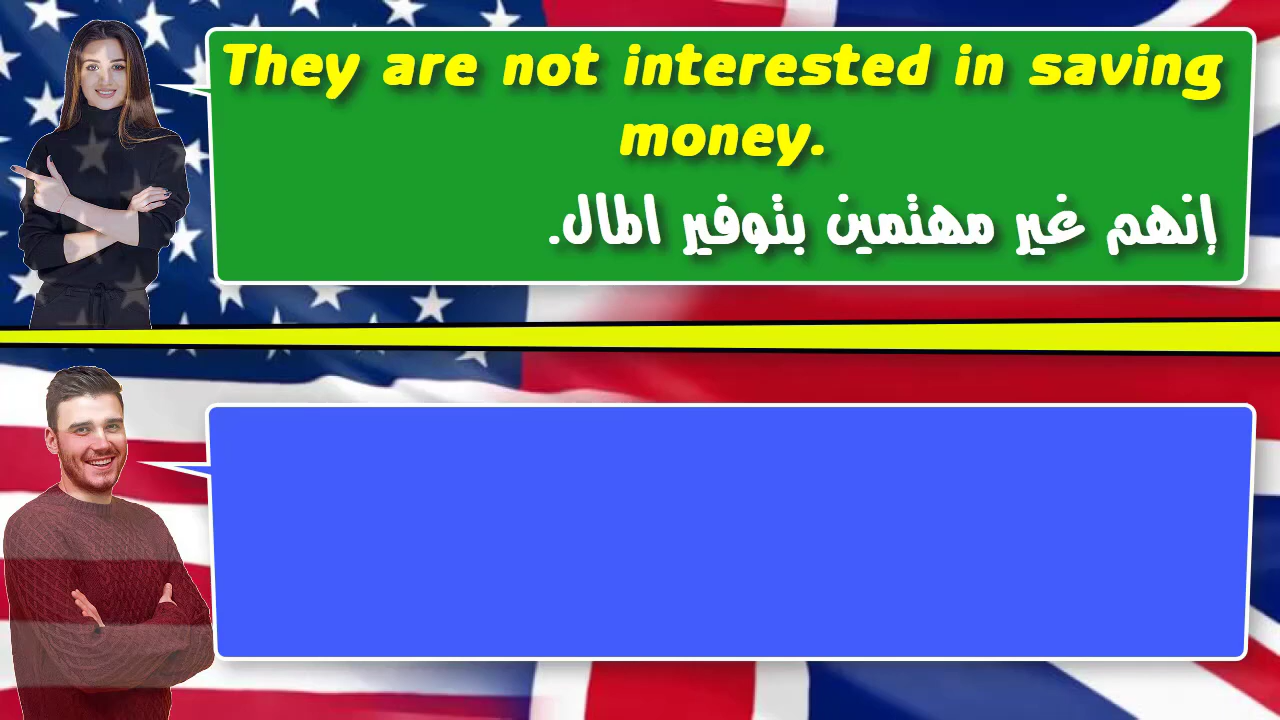 They are not interested in saving
money.
إنهم غير مهتمين بتوفير المال.